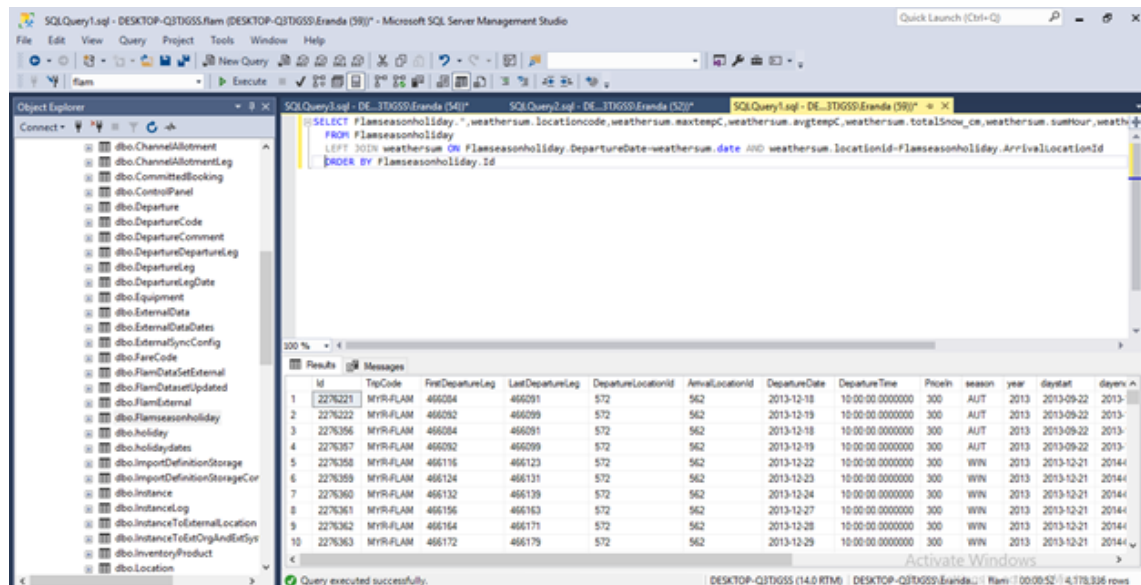 SQLQuery1.sql - DESKTOP-Q3TJGSS.flam (DESKTOP-Q3TJGSS\Eranda (59))* - Microsoft SQL Server Management Studio
Quick Launch (Ctrl+Q)
File Edit View Query Project Tools Window Help
New Query
flam Execute
Object Explorer
SQLQuery3.sql - DE...3TJGSS\Eranda (54))* SQLQuery2.sql - DE...3TJGSS\Eranda (52))* SQLQuery1.sql - DE...3TJGSS\Eranda (59))*
Connect
SELECT Flamseasonholiday.*,weathersum.locationcode,weathersum.maxtempC,weathersum.avgtempC,weathersum.totalSnow_cm,weathersum.sumHour,weath
FROM Flamseasonholiday
LEFT JOIN weathersum ON Flamseasonholiday.DepartureDate=weathersum.date AND weathersum.locationid=Flamseasonholiday.ArrivalLocationId
ORDER BY Flamseasonholiday.Id
dbo.ChannelAllotment
dbo.ChannelAllotmentLeg
dbo.CommittedBooking
dbo.ControlPanel
dbo.Departure
dbo.DepartureCode
dbo.DepartureComment
dbo.DepartureDepartureLeg
dbo.DepartureLeg
dbo.DepartureLegDate
dbo.Equipment
dbo.ExternalData
dbo.ExternalDataDates
dbo.ExternalSyncConfig
dbo.FareCode
dbo.FlamDataSetExternal
dbo.FlamDatasetUpdated
dbo.FlamExternal
dbo.Flamseasonholiday
dbo.holiday
dbo.holidaydates
dbo.ImportDefinitionStorage
dbo.ImportDefinitionStorageCor
dbo.Instance
dbo.InstanceLog
dbo.InstanceToExternalLocation
dbo.InstanceToExtOrgAndExtSys
dbo.InventoryProduct
dbo.Location
100 %
Results Messages
Id TripCode FirstDepartureLeg LastDepartureLeg DepartureLocationId ArrivalLocationId DepartureDate DepartureTime PriceIn season year daystart dayend
1 2276221 MYR-FLAM 466084 466091 572 562 2013-12-18 10:00:00.0000000 300 AUT 2013 2013-09-22 2013-
2 2276222 MYR-FLAM 466092 466099 572 562 2013-12-19 10:00:00.0000000 300 AUT 2013 2013-09-22 2013-
3 2276356 MYR-FLAM 466084 466091 572 562 2013-12-18 10:00:00.0000000 300 AUT 2013 2013-09-22 2013-
4 2276357 MYR-FLAM 466092 466099 572 562 2013-12-19 10:00:00.0000000 300 AUT 2013 2013-09-22 2013-
5 2276358 MYR-FLAM 466116 466123 572 562 2013-12-22 10:00:00.0000000 300 WIN 2013 2013-12-21 2014-
6 2276359 MYR-FLAM 466124 466131 572 562 2013-12-23 10:00:00.0000000 300 WIN 2013 2013-12-21 2014-
7 2276360 MYR-FLAM 466132 466139 572 562 2013-12-24 10:00:00.0000000 300 WIN 2013 2013-12-21 2014-
8 2276361 MYR-FLAM 466156 466163 572 562 2013-12-27 10:00:00.0000000 300 WIN 2013 2013-12-21 2014-
9 2276362 MYR-FLAM 466164 466171 572 562 2013-12-28 10:00:00.0000000 300 WIN 2013 2013-12-21 2014-
10 2276363 MYR-FLAM 466172 466179 572 562 2013-12-29 10:00:00.0000000 300 WIN 2013 2013-12-21 2014-
Activate Windows
Query executed successfully. DESKTOP-Q3TJGSS (14.0 RTM) DESKTOP-Q3TJGSS\Eranda... flam 00:00:52 4,178,336 rows